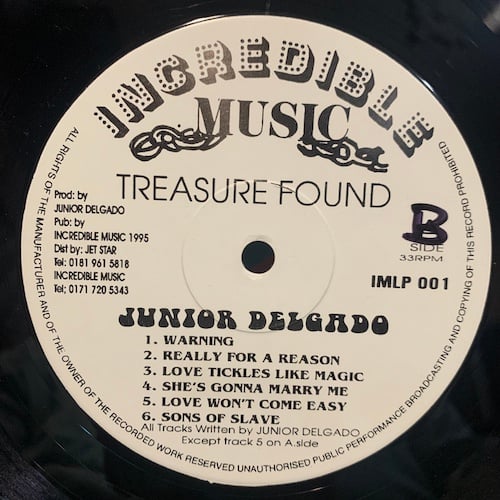 INCREDIBLE
MUSIC
TREASURE FOUND
Prod: by
JUNIOR DELGADO
Pub: by
INCREDIBLE MUSIC 1995
Dist by: JET STAR
Tel: 0181 961 5818
INCREDIBLE MUSIC
Tel; 0171 720 5343
B
SIDE
33RPM
IMLP 001
JUNIOR DELGADO
1. WARNING
2. REALLY FOR A REASON
3. LOVE TICKLES LIKE MAGIC
4. SHE'S GONNA MARRY ME
5. LOVE WON'T COME EASY
6. SONS OF SLAVE
All Tracks Written by JUNIOR DELGADO
Except track 5 on A.side
ALL RIGHTS OF THE MANUFACTURER AND OF THE OWNER OF THE RECORDED WORK RESERVED UNAUTHORISED PUBLIC PERFORMANCE BROADCASTING AND COPYING OF THIS RECORD PROHIBITED